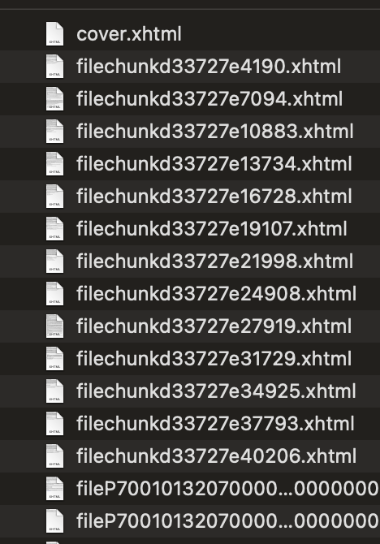 cover.xhtml
filechunkd33727e4190.xhtml
filechunkd33727e7094.xhtml
filechunkd33727e10883.xhtml
filechunkd33727e13734.xhtml
filechunkd33727e16728.xhtml
filechunkd33727e19107.xhtml
filechunkd33727e21998.xhtml
filechunkd33727e24908.xhtml
filechunkd33727e27919.xhtml
filechunkd33727e31729.xhtml
filechunkd33727e34925.xhtml
filechunkd33727e37793.xhtml
filechunkd33727e40206.xhtml
fileP70010132070000...0000000
fileP70010132070000...0000000